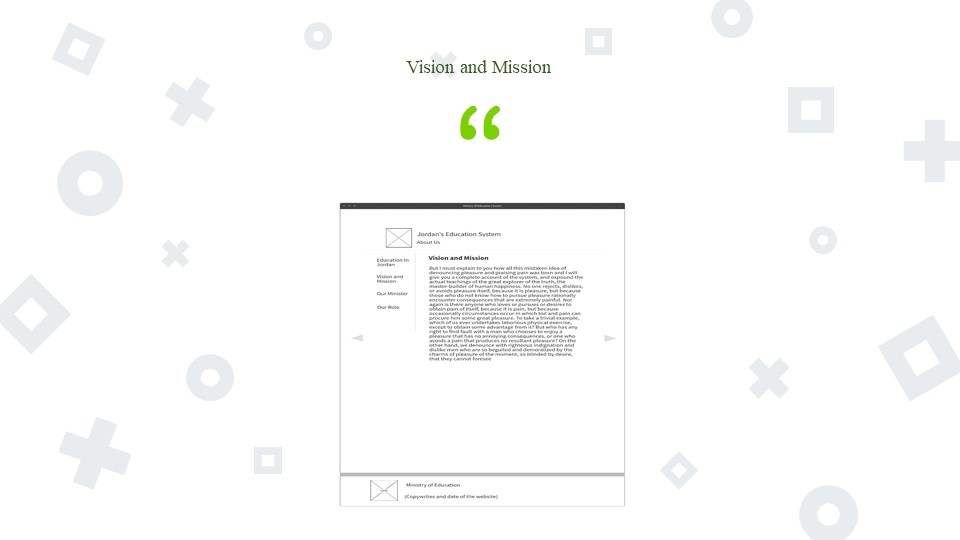 Vision and Mission
“
Jordan's Education System
About Us
Education In
Jordan
Vision and
Mission
Our Minister
Our Role
Vision and Mission
But I must explain to you how all this mistaken idea of
denouncing pleasure and praising pain was born and I will
give you a complete account of the system, and expound the
actual teachings of the great explorer of the truth, the
master-builder of human happiness. No one rejects, dislikes,
or avoids pleasure itself, because it is pleasure, but because
those who do not know how to pursue pleasure rationally
encounter consequences that are extremely painful. Nor
again is there anyone who loves or pursues or desires to
obtain pain of itself, because it is pain, but because
occasionally circumstances occur in which toil and pain can
procure him some great pleasure. To take a trivial example,
which of us ever undertakes laborious physical exercise,
except to obtain some advantage from it? But who has any
right to find fault with a man who chooses to enjoy a
pleasure that has no annoying consequences, or one who
avoids a pain that produces no resultant pleasure? On the
other hand, we denounce with righteous indignation and
dislike men who are so beguiled and demoralized by the
charms of pleasure of the moment, so blinded by desire,
that they cannot foresee
Ministry of Education
(Copywrites and date of the website)